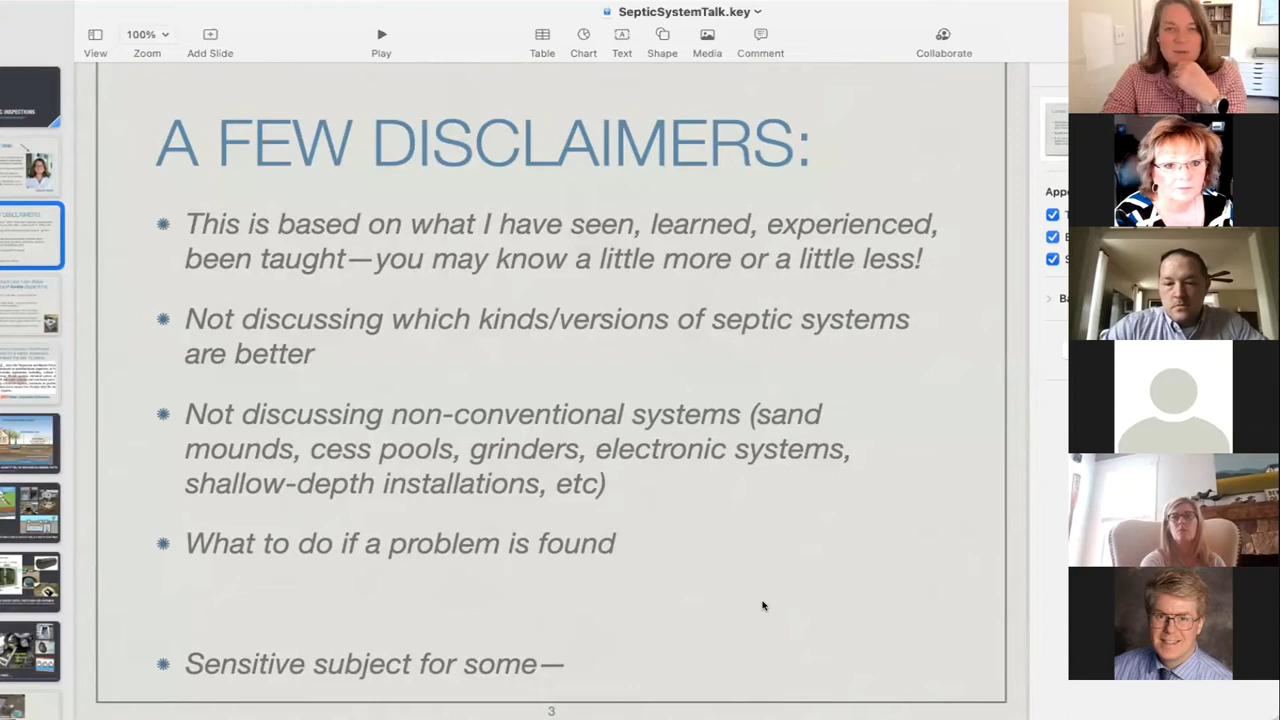 SepticSystemTalk.key
100%
View
Zoom
Add Slide
Play
Table
Chart
Text
Shape
Media
Comment
Collaborate
A FEW DISCLAIMERS:
This is based on what I have seen, learned, experienced,
been taught—you may know a little more or a little less!
Not discussing which kinds/versions of septic systems
are better
Not discussing non-conventional systems (sand
mounds, cess pools, grinders, electronic systems,
shallow-depth installations, etc)
What to do if a problem is found
Sensitive subject for some—
3